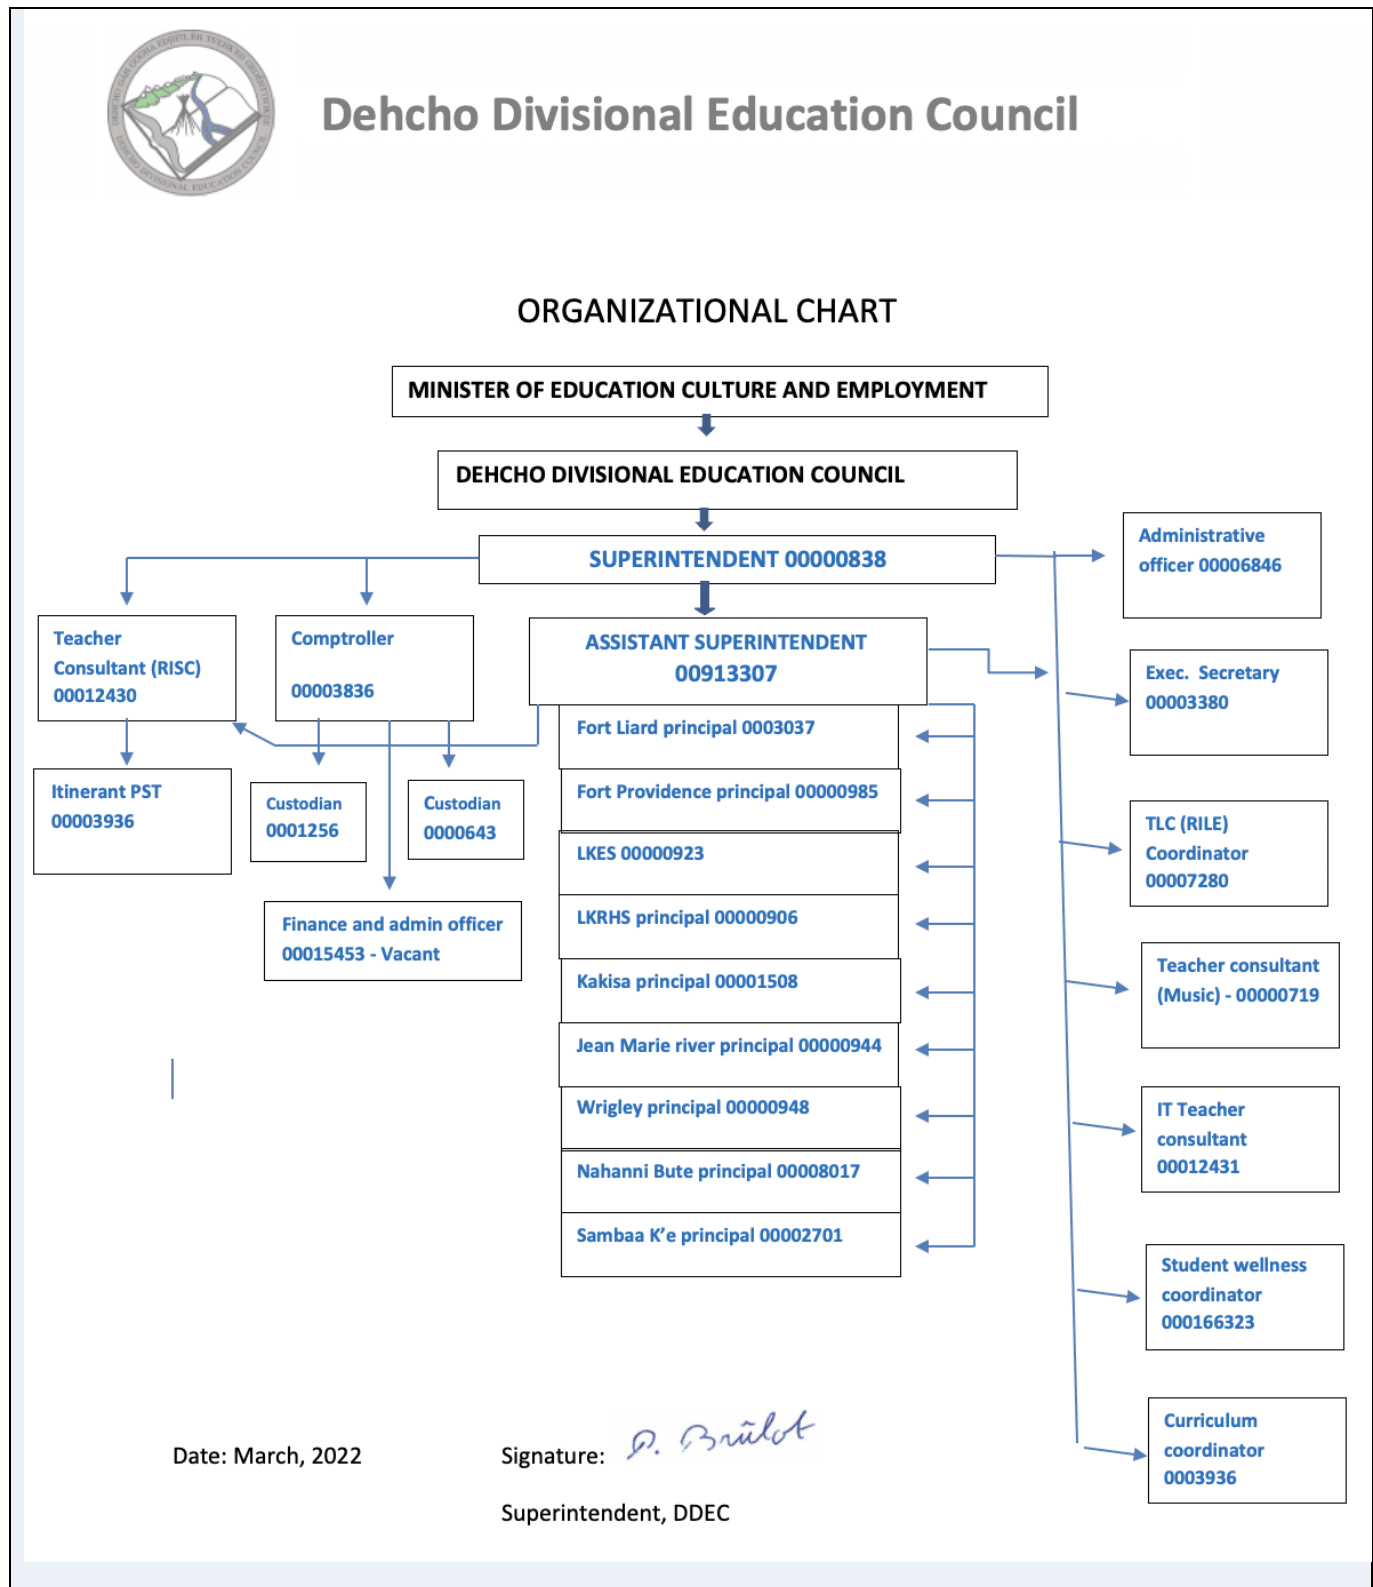 Dehcho Divisional Education Council
DEHCHO DIVISIONAL EDUCATION COUNCIL
ORGANIZATIONAL CHART
MINISTER OF EDUCATION CULTURE AND EMPLOYMENT
DEHCHO DIVISIONAL EDUCATION COUNCIL
SUPERINTENDENT 00000838
Administrative
officer 00006846
Teacher
Consultant (RISC)
00012430
Comptroller
00003836
ASSISTANT SUPERINTENDENT
00913307
Exec. Secretary
00003380
Itinerant PST
00003936
Custodian
0001256
Custodian
0000643
Finance and admin officer
00015453 - Vacant
Fort Liard principal 0003037
Fort Providence principal 00000985
LKES 00000923
LKRHS principal 00000906
Kakisa principal 00001508
Jean Marie river principal 00000944
Wrigley principal 00000948
Nahanni Bute principal 00008017
Sambaa K’e principal 00002701
TLC (RILE)
Coordinator
00007280
Teacher consultant
(Music) - 00000719
IT Teacher
consultant
00012431
Student wellness
coordinator
000166323
Curriculum
coordinator
0003936
Date: March, 2022
Signature: P. Brûlot
Superintendent, DDEC